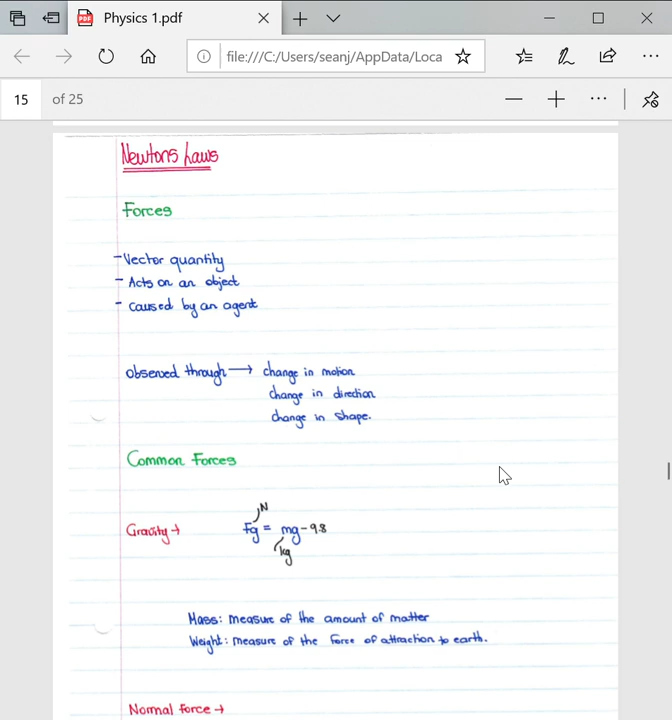 Physics 1.pdf
file:///C:/Users/seanj/AppData/Loca
15 of 25
Newtons Laws
Forces
- Vector quantity
- Acts on an object
- caused by an agent
observed through → change in motion
change in direction
change in shape.
Common Forces
N
Gravity → Fg = mg - 9.8
kg
Mass: measure of the amount of matter
Weight: measure of the force of attraction to earth.
Normal force →